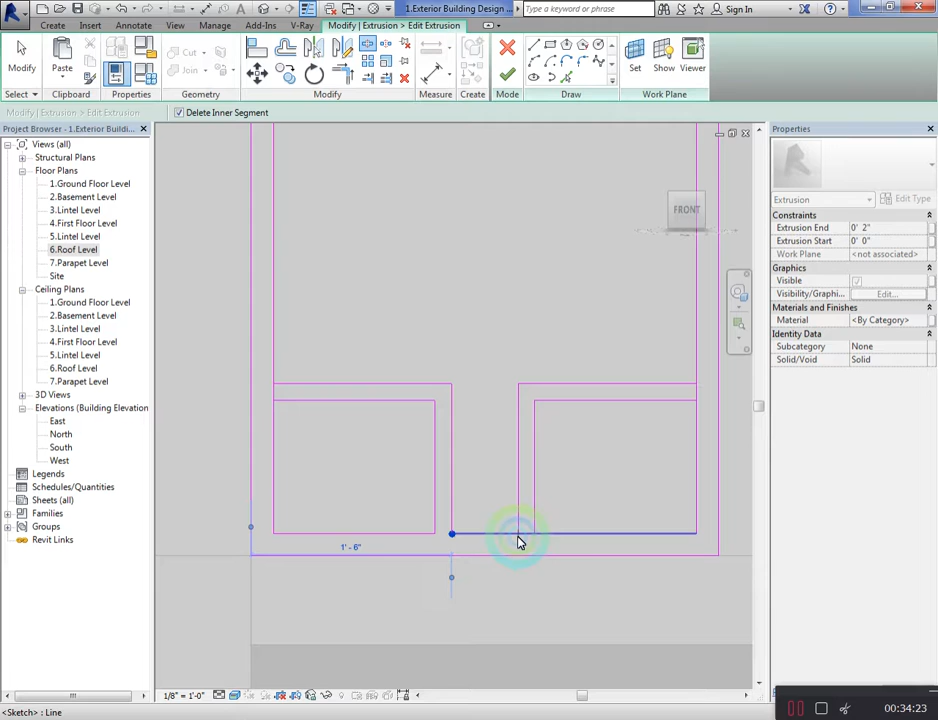 1.Exterior Building Design ...
Enter keyword or phrase
Sign In
Create
Insert
Annotate
View
Manage
Add-Ins
V-Ray
Modify | Extrusion > Edit Extrusion
Modify
Paste
Cut
Join
Set
Show
Viewer
Select
Clipboard
Properties
Geometry
Modify
Measure
Create
Mode
Draw
Work Plane
Modify | Extrusion > Edit Extrusion
Delete Inner Segment
Project Browser - 1.Exterior Buildi...
Views (all)
Structural Plans
Floor Plans
1.Ground Floor Level
2.Basement Level
3.Lintel Level
4.First Floor Level
5.Lintel Level
6.Roof Level
7.Parapet Level
Site
Ceiling Plans
1.Ground Floor Level
2.Basement Level
3.Lintel Level
4.First Floor Level
5.Lintel Level
6.Roof Level
7.Parapet Level
3D Views
Elevations (Building Elevation
East
North
South
West
Legends
Schedules/Quantities
Sheets (all)
Families
Groups
Revit Links
FRONT
1' - 6"
Properties
Extrusion
Edit Type
Constraints
Extrusion End 0' 2"
Extrusion Start 0' 0"
Work Plane <not associated>
Graphics
Visible
Visibility/Graphi... Edit...
Materials and Finishes
Material <By Category>
Identity Data
Subcategory None
Solid/Void Solid
1/8" = 1'-0"
<Sketch> : Line
00:34:23